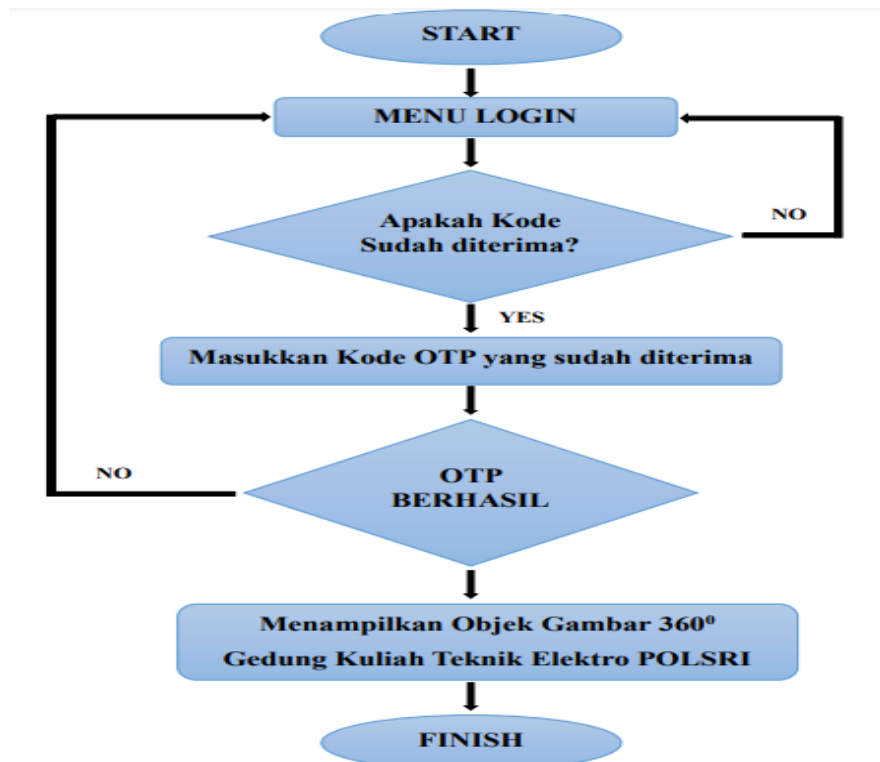 START
MENU LOGIN
Apakah Kode
Sudah diterima?
NO
YES
Masukkan Kode OTP yang sudah diterima
NO
OTP
BERHASIL
Menampilkan Objek Gambar 360⁰
Gedung Kuliah Teknik Elektro POLSRI
FINISH